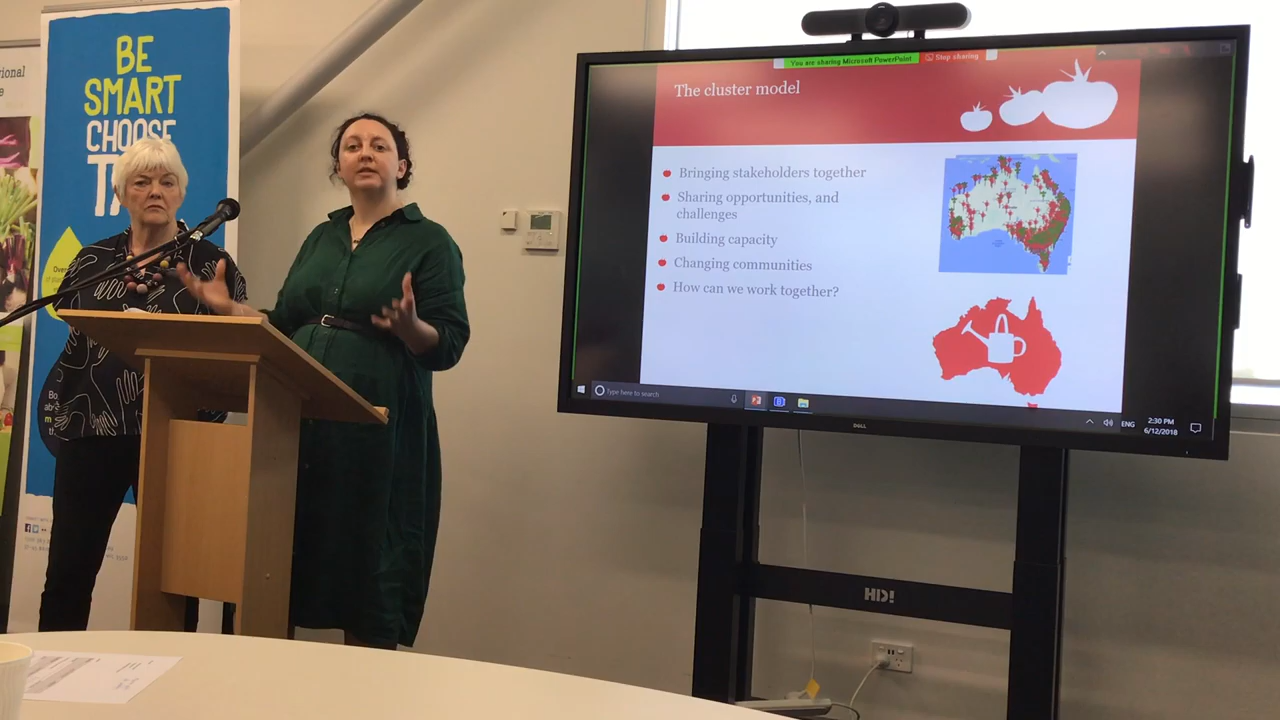 BE
SMART
CHOOSE
You are sharing Microsoft PowerPoint
Stop sharing
The cluster model
Bringing stakeholders together
Sharing opportunities, and
challenges
Building capacity
Changing communities
How can we work together?
Type here to search
ENG
2:30 PM
6/12/2018
DELL
HD!